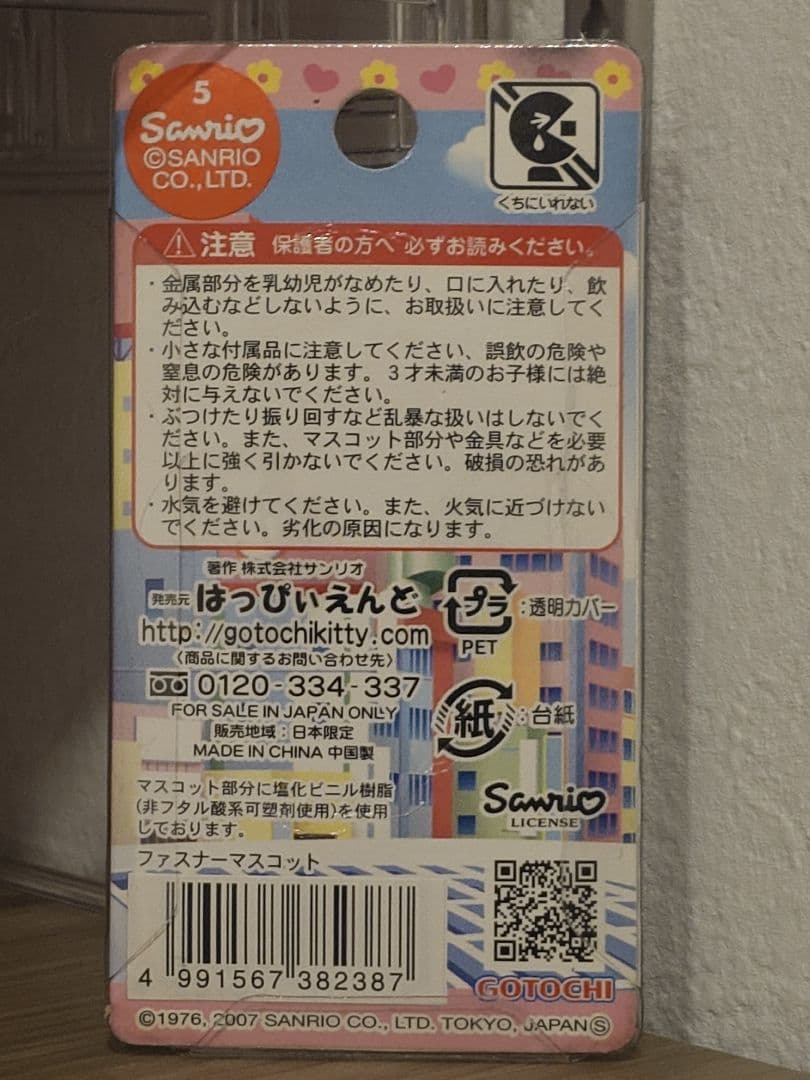 5
Sanrio
©SANRIO
CO.,LTD.
くちにいれない
注意 保護者の方へ 必ずお読みください。
・金属部分を乳幼児がなめたり、口に入れたり、飲
み込むなどしないように、お取扱いに注意してく
ださい。
・小さな付属品に注意してください、誤飲の危険や
窒息の危険があります。３才未満のお子様には絶
対に与えないでください。
・ぶつけたり振り回すなど乱暴な扱いはしないでく
ださい。また、マスコット部分や金具などを必要
以上に強く引かないでください。破損の恐れがあ
ります。
・水気を避けてください。また、火気に近づけない
でください。劣化の原因になります。
著作 株式会社サンリオ
発売元 はっぴぃえんど
http://gotochikitty.com
〈商品に関するお問い合わせ先〉
0120-334-337
FOR SALE IN JAPAN ONLY
販売地域：日本限定
MADE IN CHINA 中国製
プラ：透明カバー
PET
紙：台紙
マスコット部分に塩化ビニル樹脂
(非フタル酸系可塑剤使用)を使用
しております。
Sanrio
LICENSE
ファスナーマスコット
4 991567 382387
GOTOCHI
©1976, 2007 SANRIO CO., LTD. TOKYO, JAPAN Ⓢ